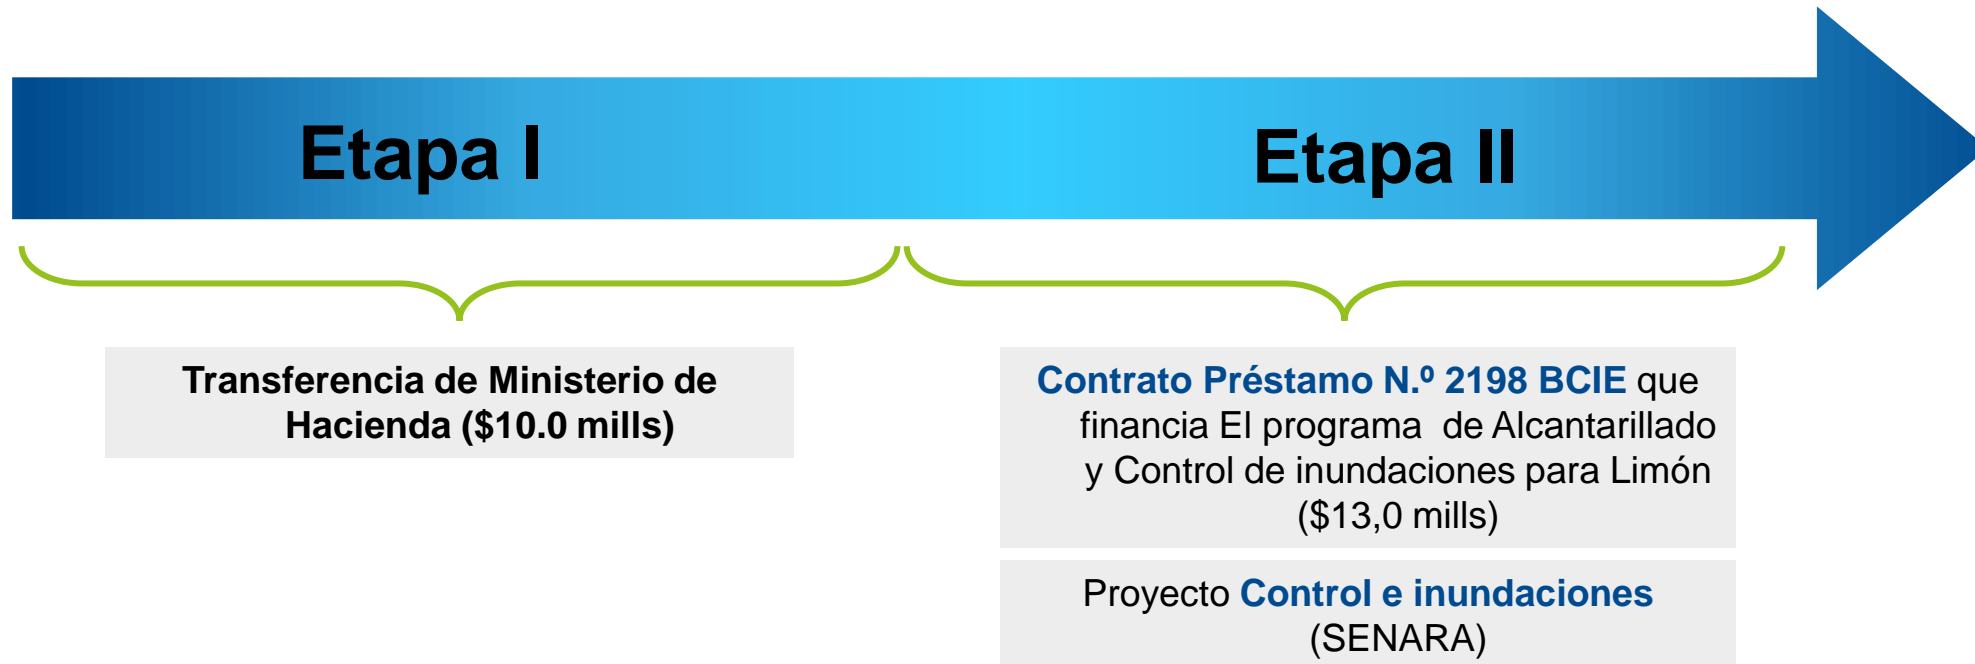 Etapa I
Etapa II
Transferencia de Ministerio de
Hacienda ($10.0 mills)
Contrato Préstamo N.º 2198 BCIE que
financia El programa de Alcantarillado
y Control de inundaciones para Limón
($13,0 mills)
Proyecto Control e inundaciones
(SENARA)